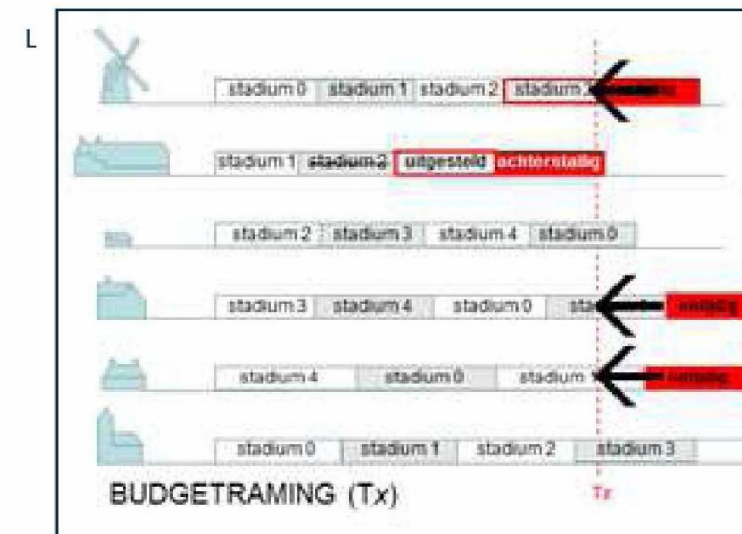 L
stadium 0 stadium 1 stadium 2 stadium
stadium 1 stadium 2 uitgesteld achterstallig
stadium 2 stadium 3 stadium 4 stadium 0
stadium 3 stadium 4 stadium 0
stadium 4 stadium 0 stadium 1
stadium 0 stadium 1 stadium 2 stadium 3
BUDGETRAMING (Tx) Tx